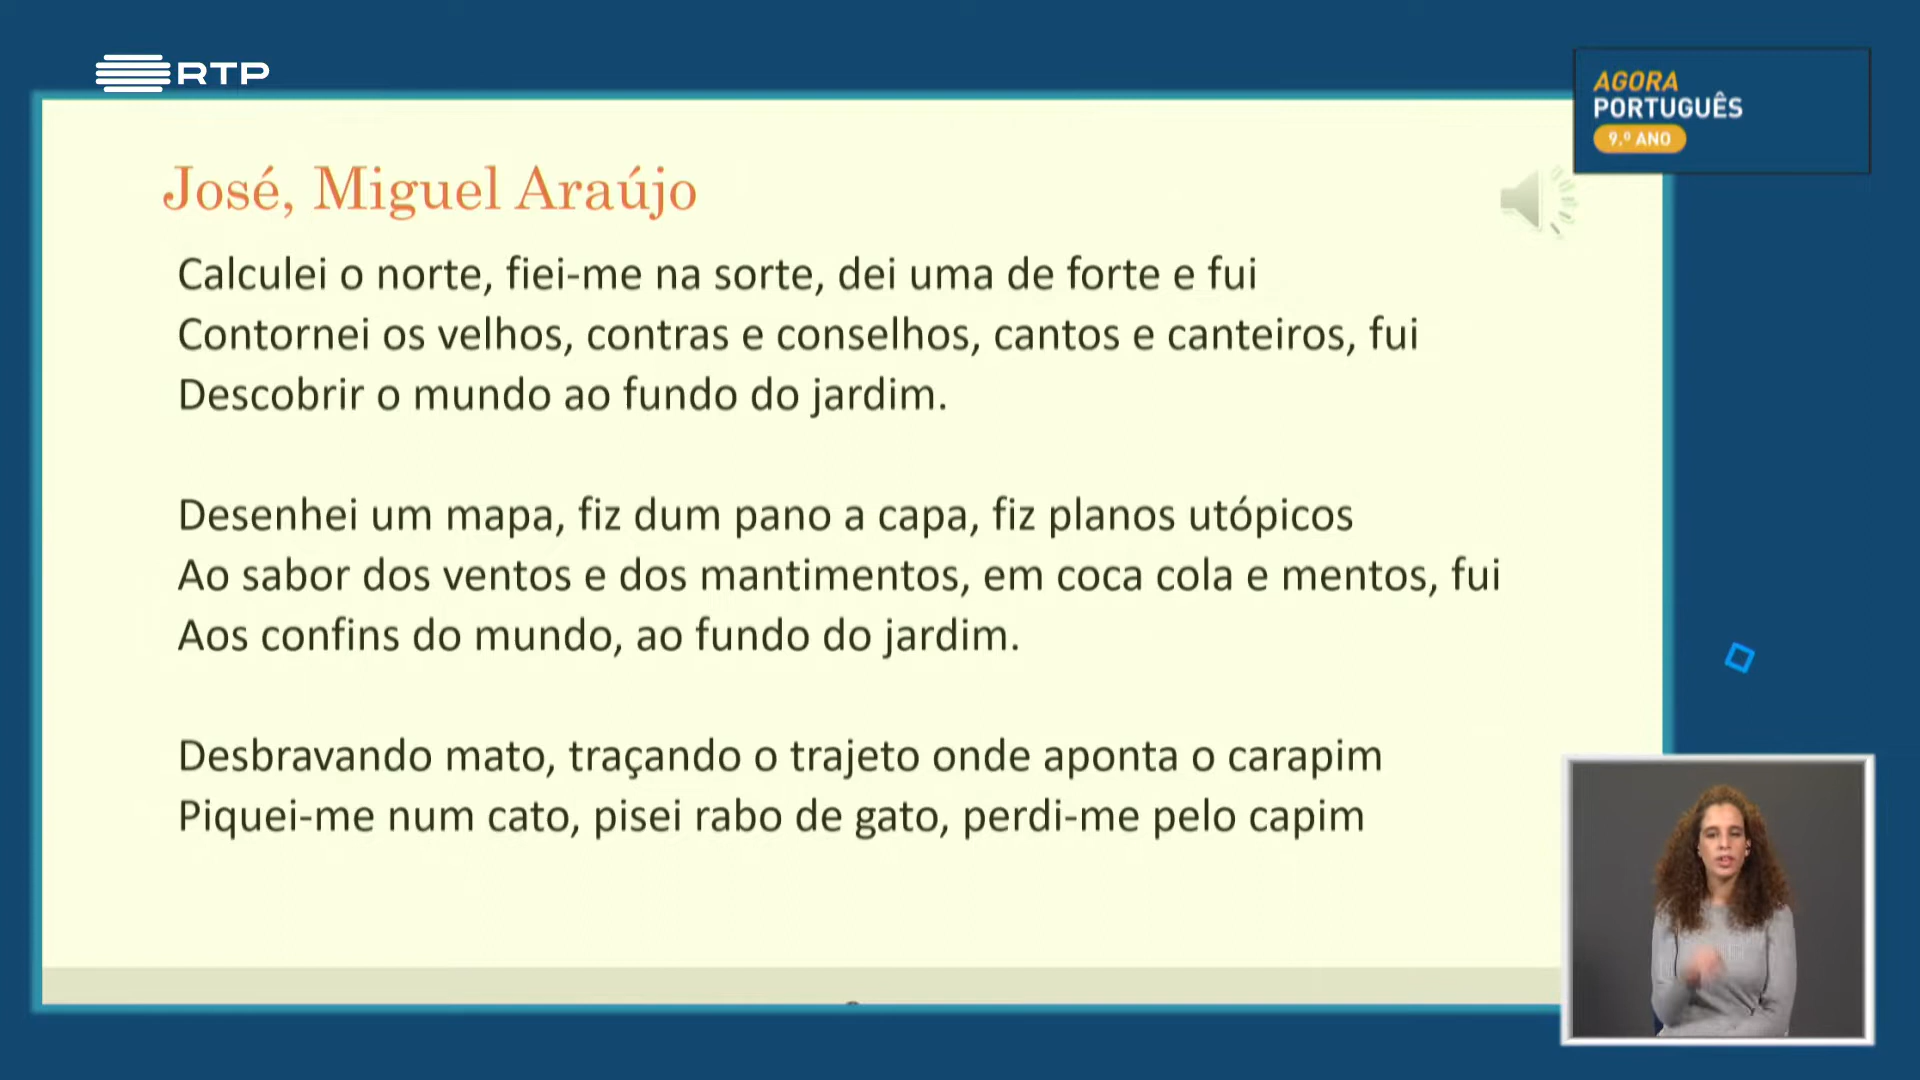 RTP
AGORA
PORTUGUÊS
9.º ANO
José, Miguel Araújo
Calculei o norte, fiei-me na sorte, dei uma de forte e fui
Contornei os velhos, contras e conselhos, cantos e canteiros, fui
Descobrir o mundo ao fundo do jardim.
Desenhei um mapa, fiz dum pano a capa, fiz planos utópicos
Ao sabor dos ventos e dos mantimentos, em coca cola e mentos, fui
Aos confins do mundo, ao fundo do jardim.
Desbravando mato, traçando o trajeto onde aponta o carapim
Piquei-me num cato, pisei rabo de gato, perdi-me pelo capim